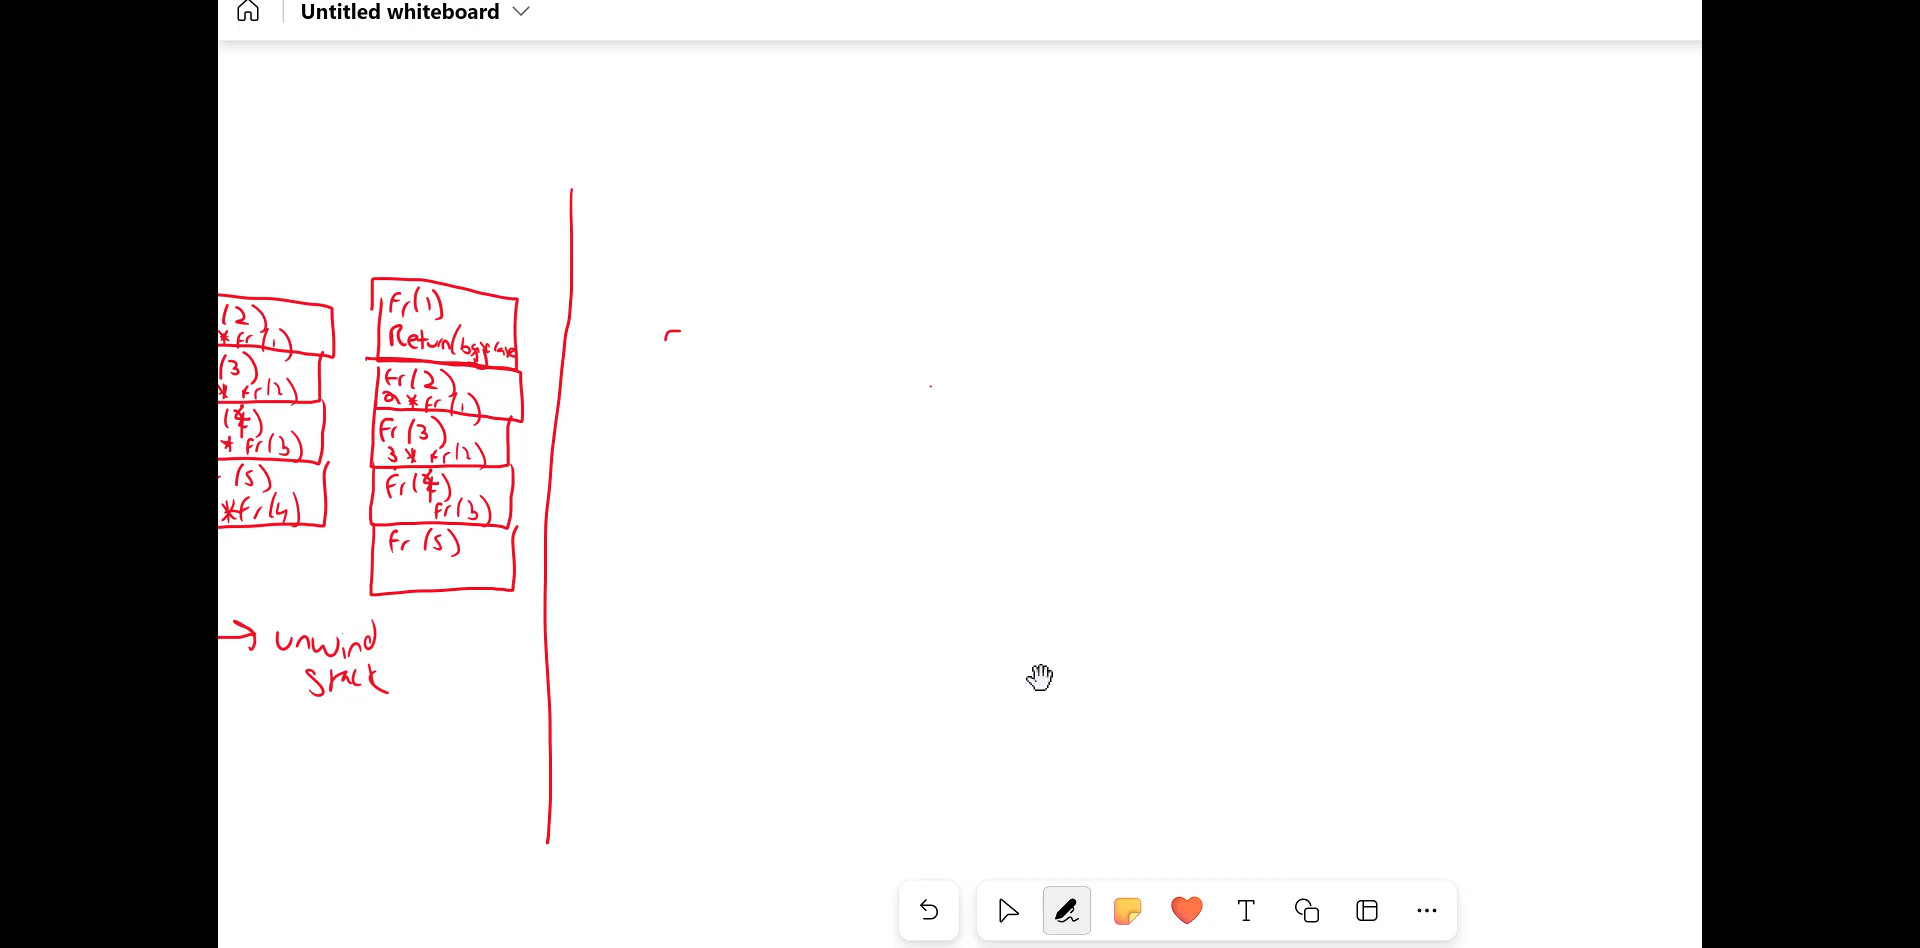 Untitled whiteboard
(2)
*fr(1)
(3)
* fr(2)
(4)
* fr(3)
(5)
*fr(4)
fr(1)
Return(
fr(2)
2*fr(1)
fr(3)
3*fr(2)
fr(4)
fr(3)
fr(5)
→ unwind
stack
T